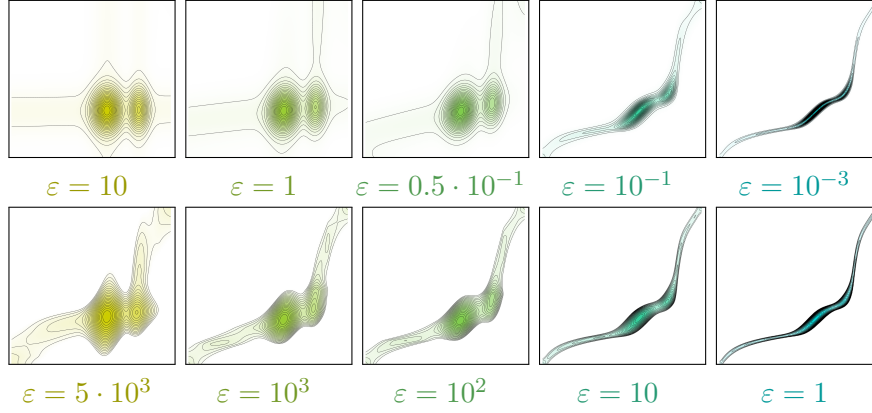 ε = 10 ε = 1 ε = 0.5 · 10⁻¹ ε = 10⁻¹ ε = 10⁻³
ε = 5 · 10³ ε = 10³ ε = 10² ε = 10 ε = 1